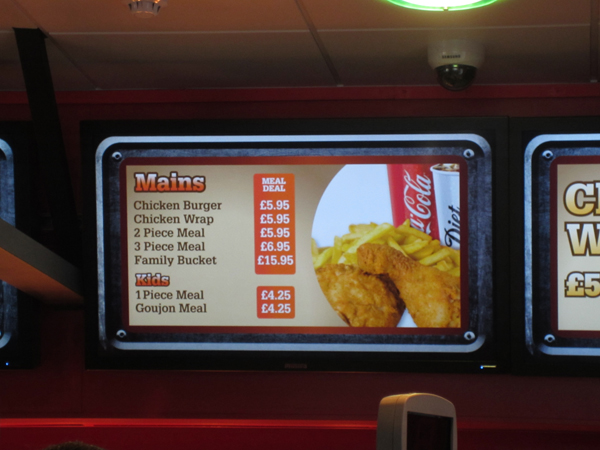 Mains
MEAL
DEAL
Chicken Burger £5.95
Chicken Wrap £5.95
2 Piece Meal £5.95
3 Piece Meal £6.95
Family Bucket £15.95
Kids
1 Piece Meal £4.25
Goujon Meal £4.25
Coca-Cola
Diet